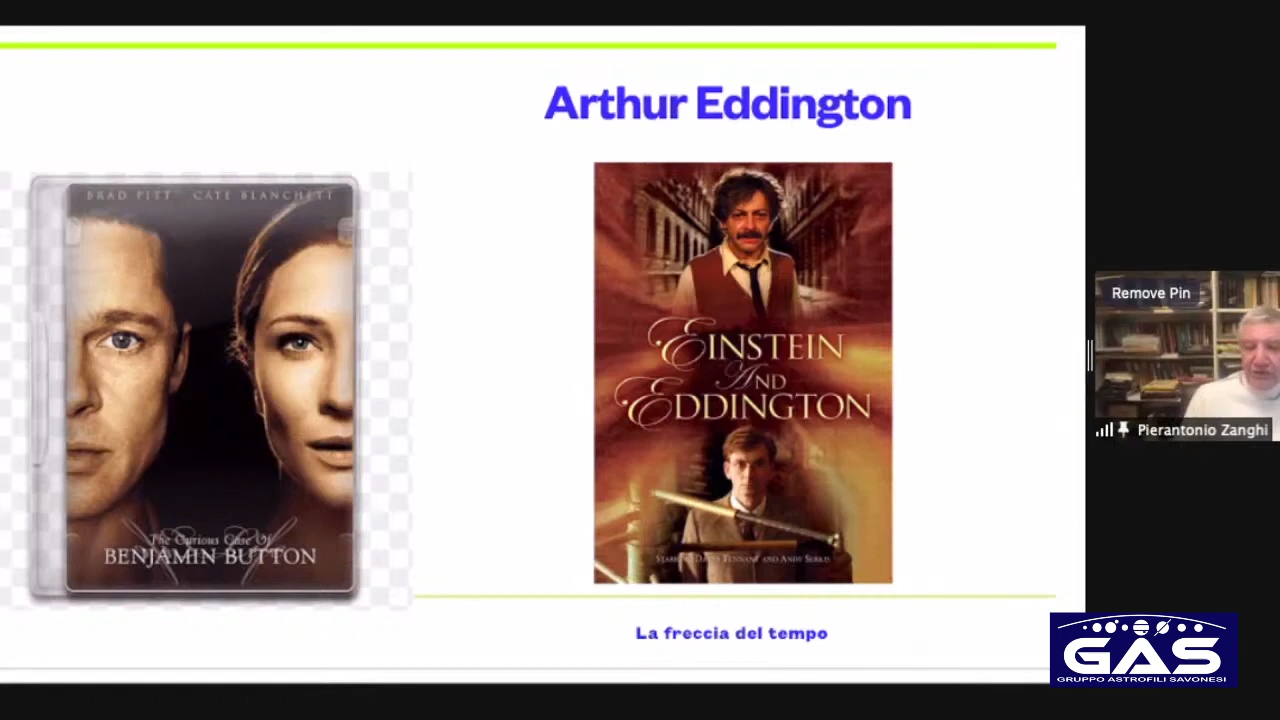 Arthur Eddington
BRAD PITT CATE BLANCHETT
The Curious Case Of
BENJAMIN BUTTON
EINSTEIN
AND
EDDINGTON
STARRING DAVID TENNANT AND ANDY SERKIS
La freccia del tempo
Remove Pin
Pierantonio Zanghi
GAS
GRUPPO ASTROFILI SAVONESI